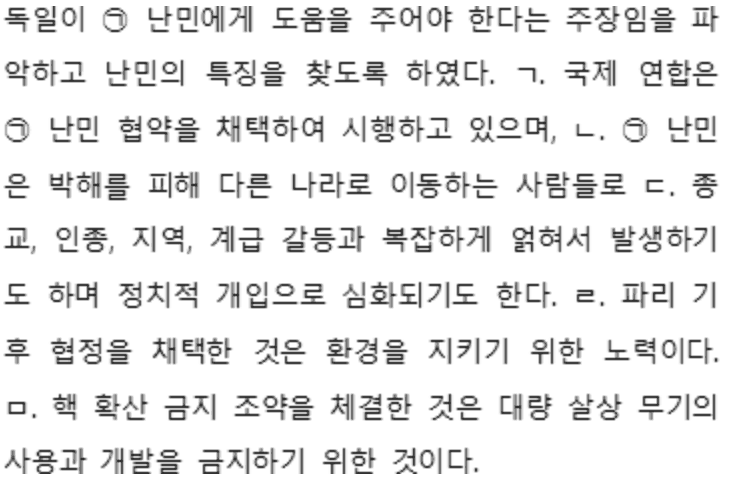 독일이 ㉠ 난민에게 도움을 주어야 한다는 주장임을 파
악하고 난민의 특징을 찾도록 하였다. ㄱ. 국제 연합은
㉠ 난민 협약을 채택하여 시행하고 있으며, ㄴ. ㉠ 난민
은 박해를 피해 다른 나라로 이동하는 사람들로 ㄷ. 종
교, 인종, 지역, 계급 갈등과 복잡하게 얽혀서 발생하기
도 하며 정치적 개입으로 심화되기도 한다. ㄹ. 파리 기
후 협정을 채택한 것은 환경을 지키기 위한 노력이다.
ㅁ. 핵 확산 금지 조약을 체결한 것은 대량 살상 무기의
사용과 개발을 금지하기 위한 것이다.